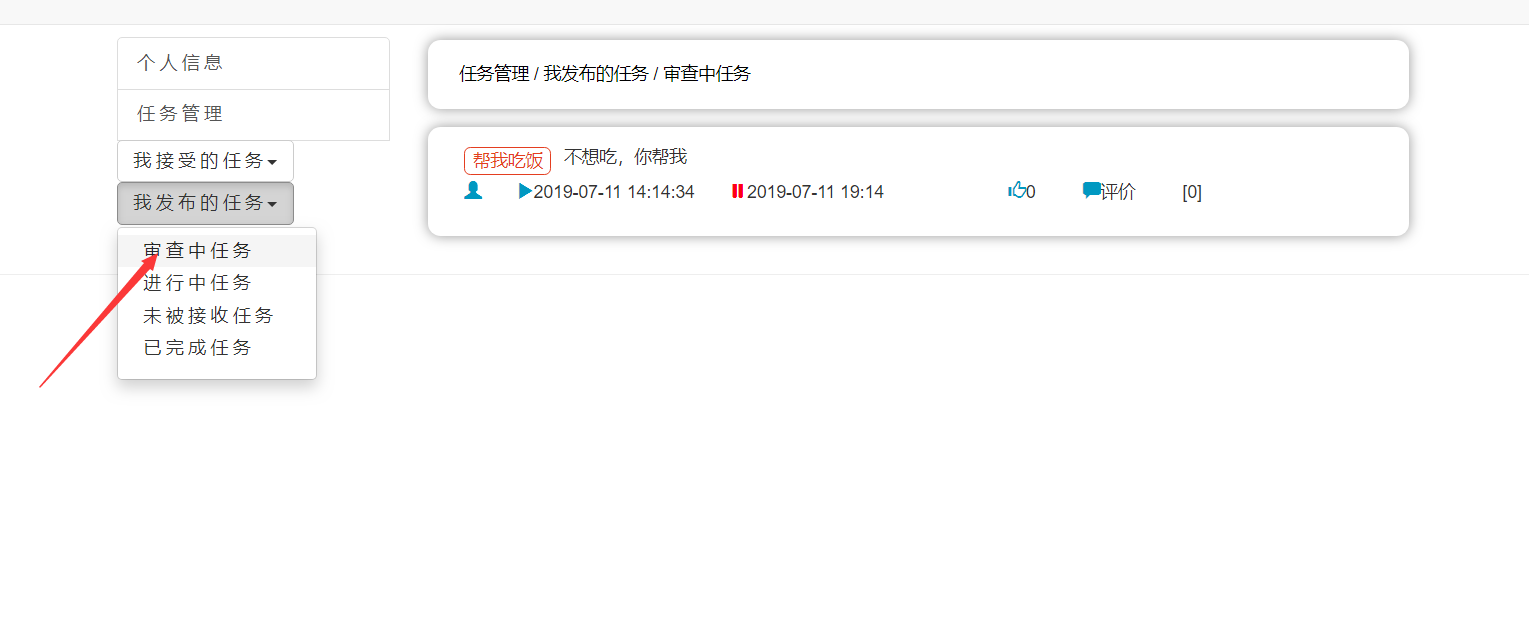 个人信息
任务管理
我接受的任务
我发布的任务
审查中任务
进行中任务
未被接收任务
已完成任务
任务管理 / 我发布的任务 / 审查中任务
帮我吃饭 不想吃，你帮我
2019-07-11 14:14:34 2019-07-11 19:14 0 评价 [0]